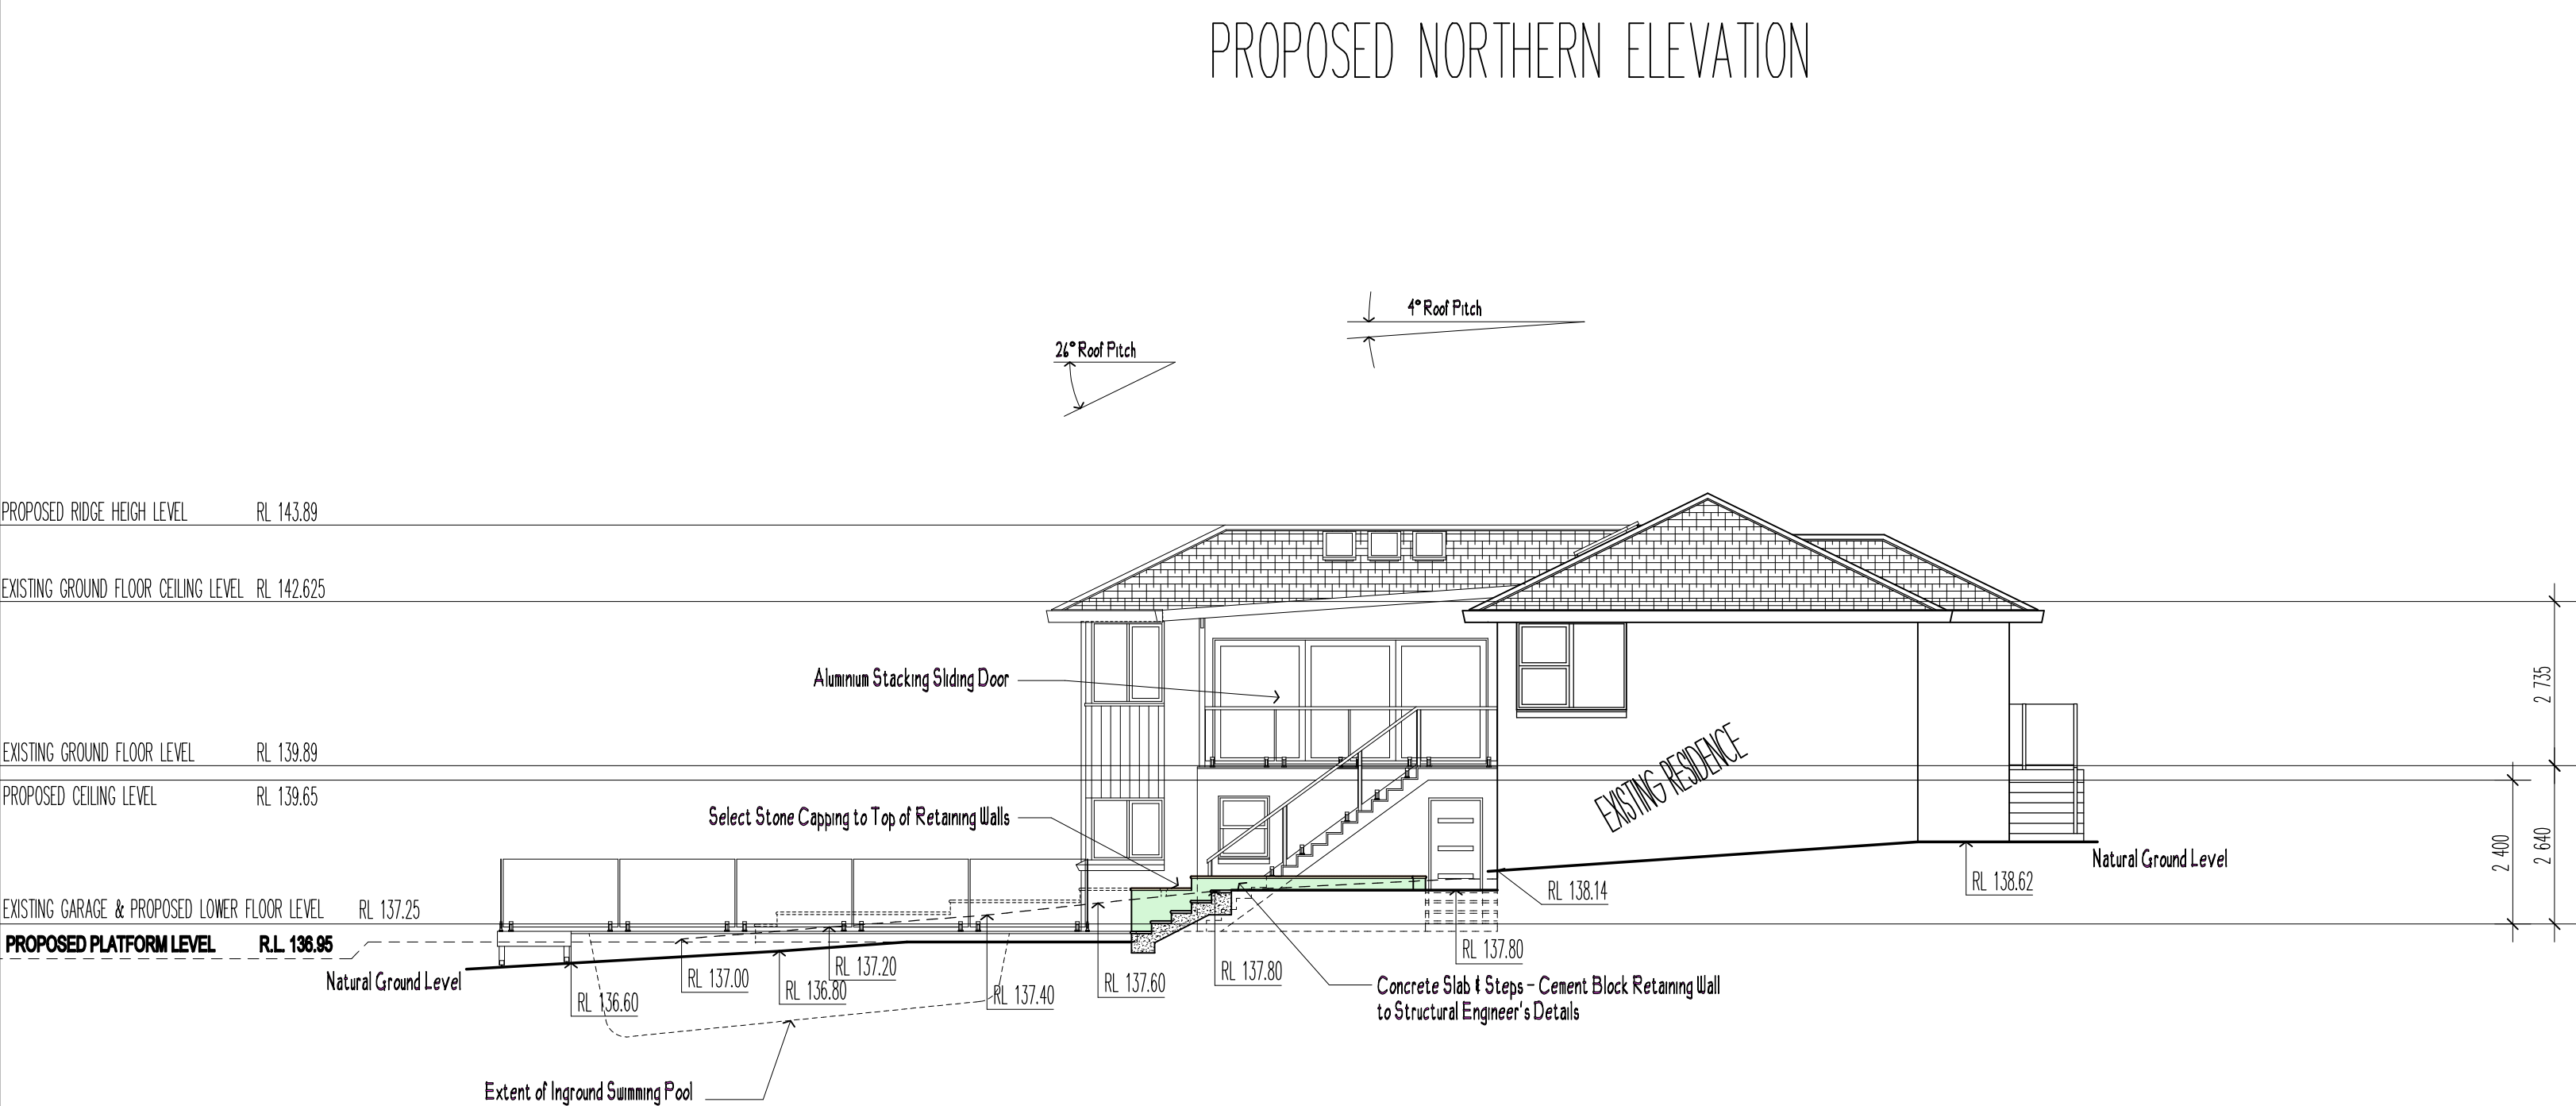 PROPOSED NORTHERN ELEVATION
4° Roof Pitch
26° Roof Pitch
PROPOSED RIDGE HEIGH LEVEL RL 143.89
EXISTING GROUND FLOOR CEILING LEVEL RL 142.625
Aluminium Stacking Sliding Door
2 735
EXISTING GROUND FLOOR LEVEL RL 139.89
EXISTING RESIDENCE
PROPOSED CEILING LEVEL RL 139.65
Select Stone Capping to Top of Retaining Walls
2 400
2 640
Natural Ground Level
RL 138.62
RL 138.14
EXISTING GARAGE & PROPOSED LOWER FLOOR LEVEL RL 137.25
PROPOSED PLATFORM LEVEL R.L. 136.95
RL 137.80
RL 137.20
RL 137.80
Natural Ground Level
RL 137.00
RL 137.60
RL 136.80
RL 137.40
RL 136.60
Concrete Slab & Steps - Cement Block Retaining Wall
to Structural Engineer's Details
Extent of Inground Swimming Pool